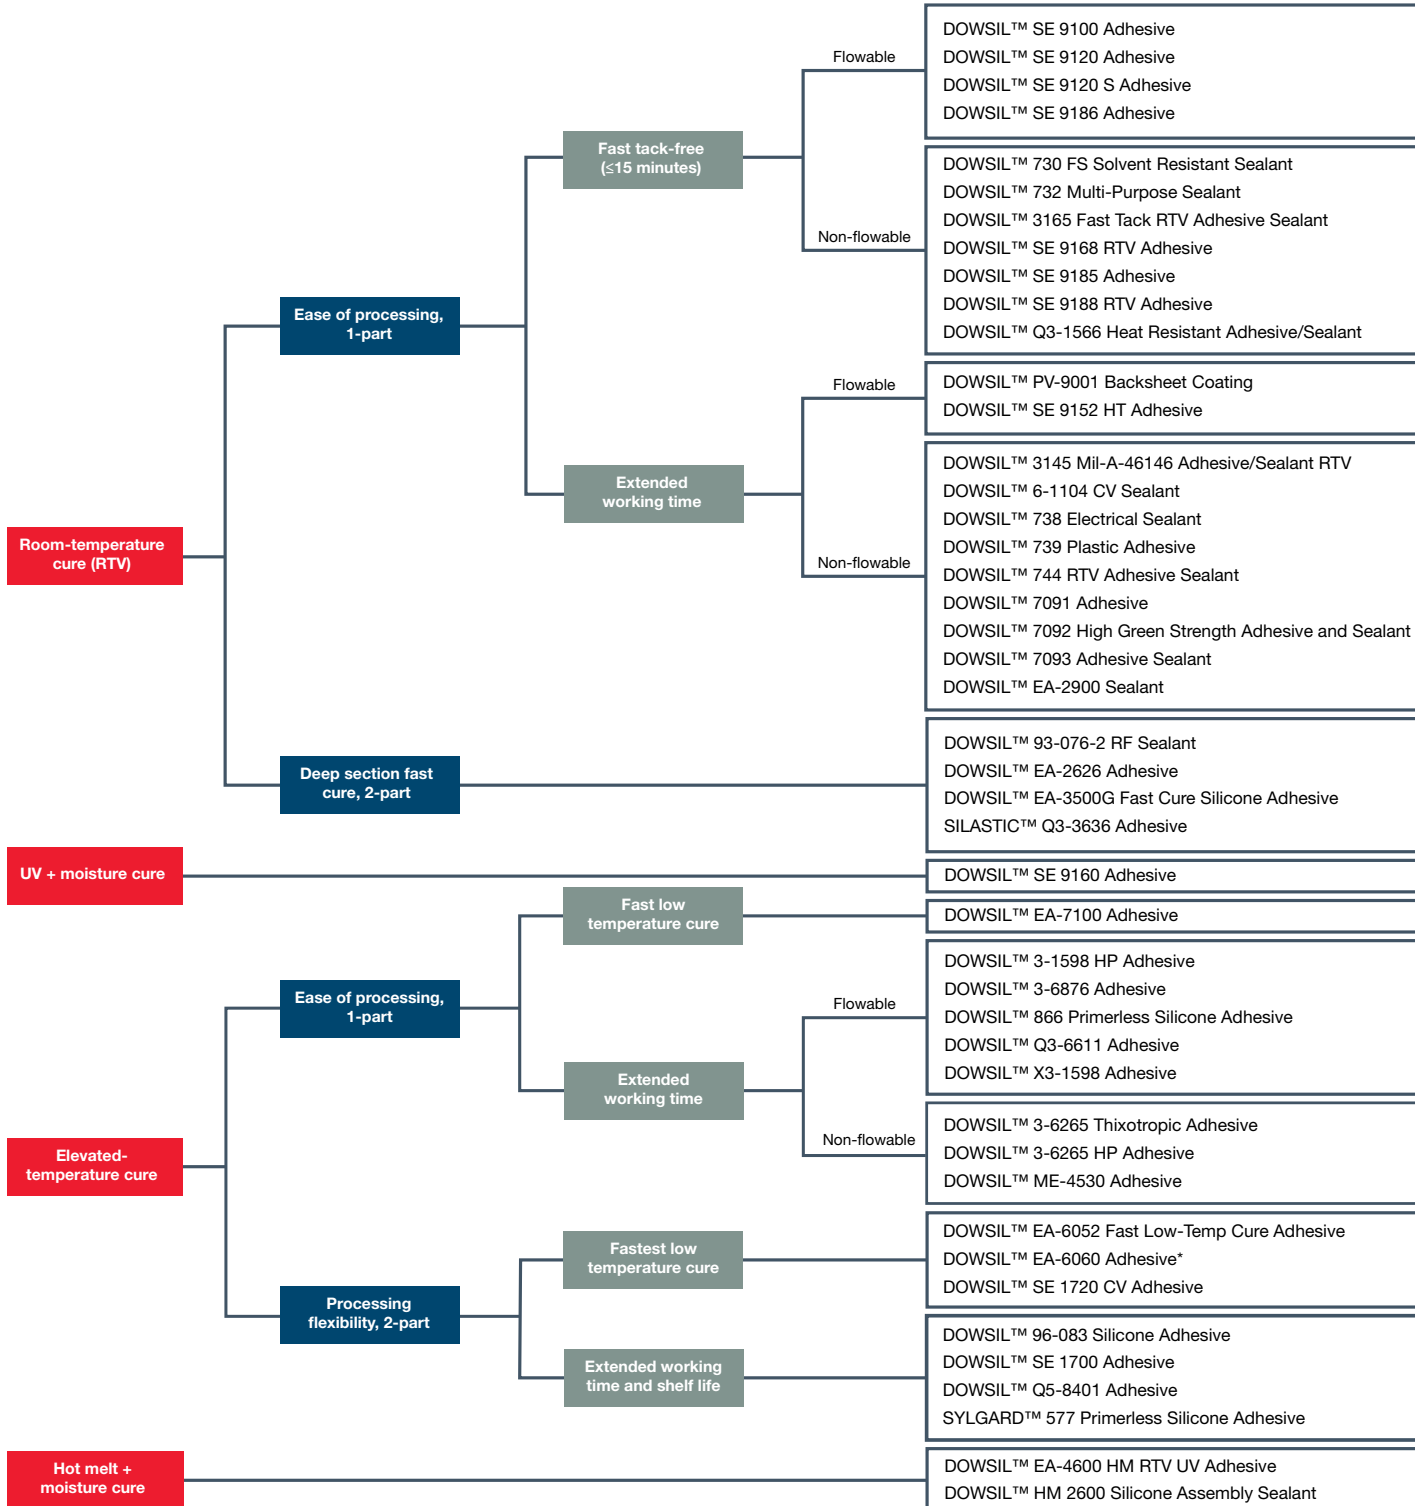 Room-temperature
cure (RTV)
Ease of processing,
1-part
Fast tack-free
(≤15 minutes)
Flowable
DOWSIL™ SE 9100 Adhesive
DOWSIL™ SE 9120 Adhesive
DOWSIL™ SE 9120 S Adhesive
DOWSIL™ SE 9186 Adhesive
Non-flowable
DOWSIL™ 730 FS Solvent Resistant Sealant
DOWSIL™ 732 Multi-Purpose Sealant
DOWSIL™ 3165 Fast Tack RTV Adhesive Sealant
DOWSIL™ SE 9168 RTV Adhesive
DOWSIL™ SE 9185 Adhesive
DOWSIL™ SE 9188 RTV Adhesive
DOWSIL™ Q3-1566 Heat Resistant Adhesive/Sealant
Extended
working time
Flowable
DOWSIL™ PV-9001 Backsheet Coating
DOWSIL™ SE 9152 HT Adhesive
Non-flowable
DOWSIL™ 3145 Mil-A-46146 Adhesive/Sealant RTV
DOWSIL™ 6-1104 CV Sealant
DOWSIL™ 738 Electrical Sealant
DOWSIL™ 739 Plastic Adhesive
DOWSIL™ 744 RTV Adhesive Sealant
DOWSIL™ 7091 Adhesive
DOWSIL™ 7092 High Green Strength Adhesive and Sealant
DOWSIL™ 7093 Adhesive Sealant
DOWSIL™ EA-2900 Sealant
Deep section fast
cure, 2-part
DOWSIL™ 93-076-2 RF Sealant
DOWSIL™ EA-2626 Adhesive
DOWSIL™ EA-3500G Fast Cure Silicone Adhesive
SILASTIC™ Q3-3636 Adhesive
UV + moisture cure
DOWSIL™ SE 9160 Adhesive
Elevated-
temperature cure
Ease of processing,
1-part
Fast low
temperature cure
DOWSIL™ EA-7100 Adhesive
Extended
working time
Flowable
DOWSIL™ 3-1598 HP Adhesive
DOWSIL™ 3-6876 Adhesive
DOWSIL™ 866 Primerless Silicone Adhesive
DOWSIL™ Q3-6611 Adhesive
DOWSIL™ X3-1598 Adhesive
Non-flowable
DOWSIL™ 3-6265 Thixotropic Adhesive
DOWSIL™ 3-6265 HP Adhesive
DOWSIL™ ME-4530 Adhesive
Processing
flexibility, 2-part
Fastest low
temperature cure
DOWSIL™ EA-6052 Fast Low-Temp Cure Adhesive
DOWSIL™ EA-6060 Adhesive*
DOWSIL™ SE 1720 CV Adhesive
Extended working
time and shelf life
DOWSIL™ 96-083 Silicone Adhesive
DOWSIL™ SE 1700 Adhesive
DOWSIL™ Q5-8401 Adhesive
SYLGARD™ 577 Primerless Silicone Adhesive
Hot melt +
moisture cure
DOWSIL™ EA-4600 HM RTV UV Adhesive
DOWSIL™ HM 2600 Silicone Assembly Sealant